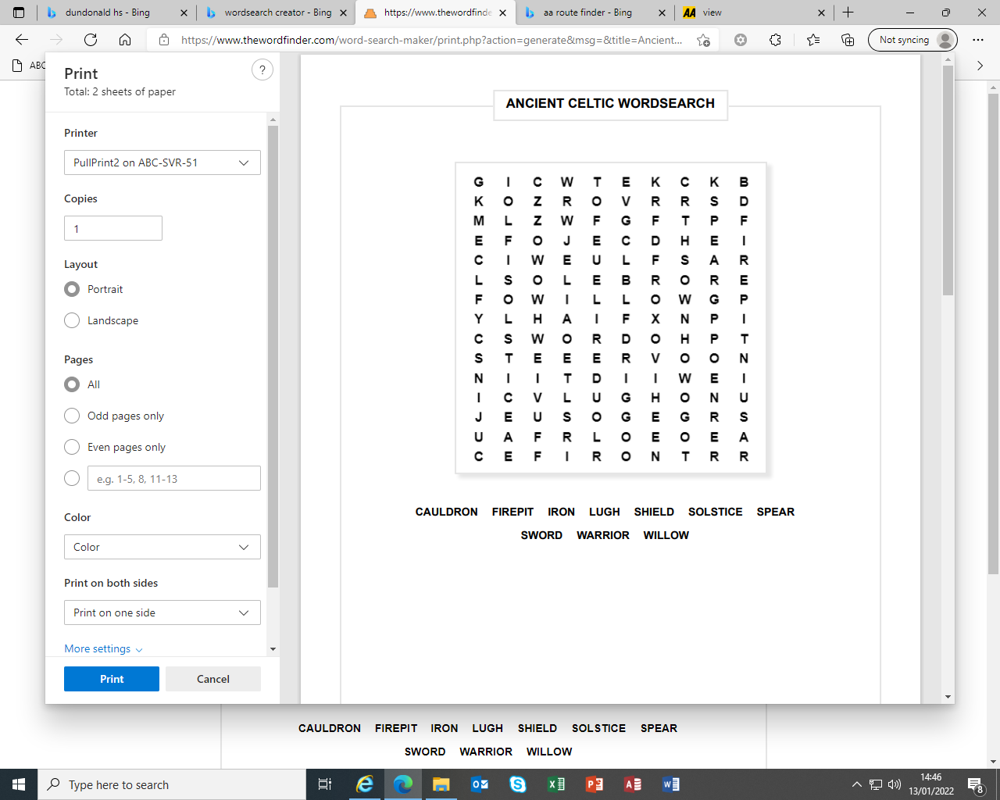 dundonald hs - Bing
wordsearch creator - Bing
https://www.thewordfinde
aa route finder - Bing
AA view
https://www.thewordfinder.com/word-search-maker/print.php?action=generate&msg=&title=Ancient...
Not syncing
ABC
Print
Total: 2 sheets of paper
?
Printer
PullPrint2 on ABC-SVR-51
Copies
1
Layout
Portrait
Landscape
Pages
All
Odd pages only
Even pages only
e.g. 1-5, 8, 11-13
Color
Color
Print on both sides
Print on one side
More settings
Print Cancel
ANCIENT CELTIC WORDSEARCH
G I C W T E K C K B
K O Z R O V R R S D
M L Z W F G F T P F
E F O J E C D H E I
C I W E U L F S A R
L S O L E B R O R E
F O W I L L O W G P
Y L H A I F X N P I
C S W O R D O H P T
S T E E E R V O O N
N I I T D I I W E I
I C V L U G H O N U
J E U S O G E G R S
U A F R L O E O E A
C E F I R O N T R R
CAULDRON FIREPIT IRON LUGH SHIELD SOLSTICE SPEAR
SWORD WARRIOR WILLOW
CAULDRON FIREPIT IRON LUGH SHIELD SOLSTICE SPEAR
SWORD WARRIOR WILLOW
Type here to search
14:46
13/01/2022
8